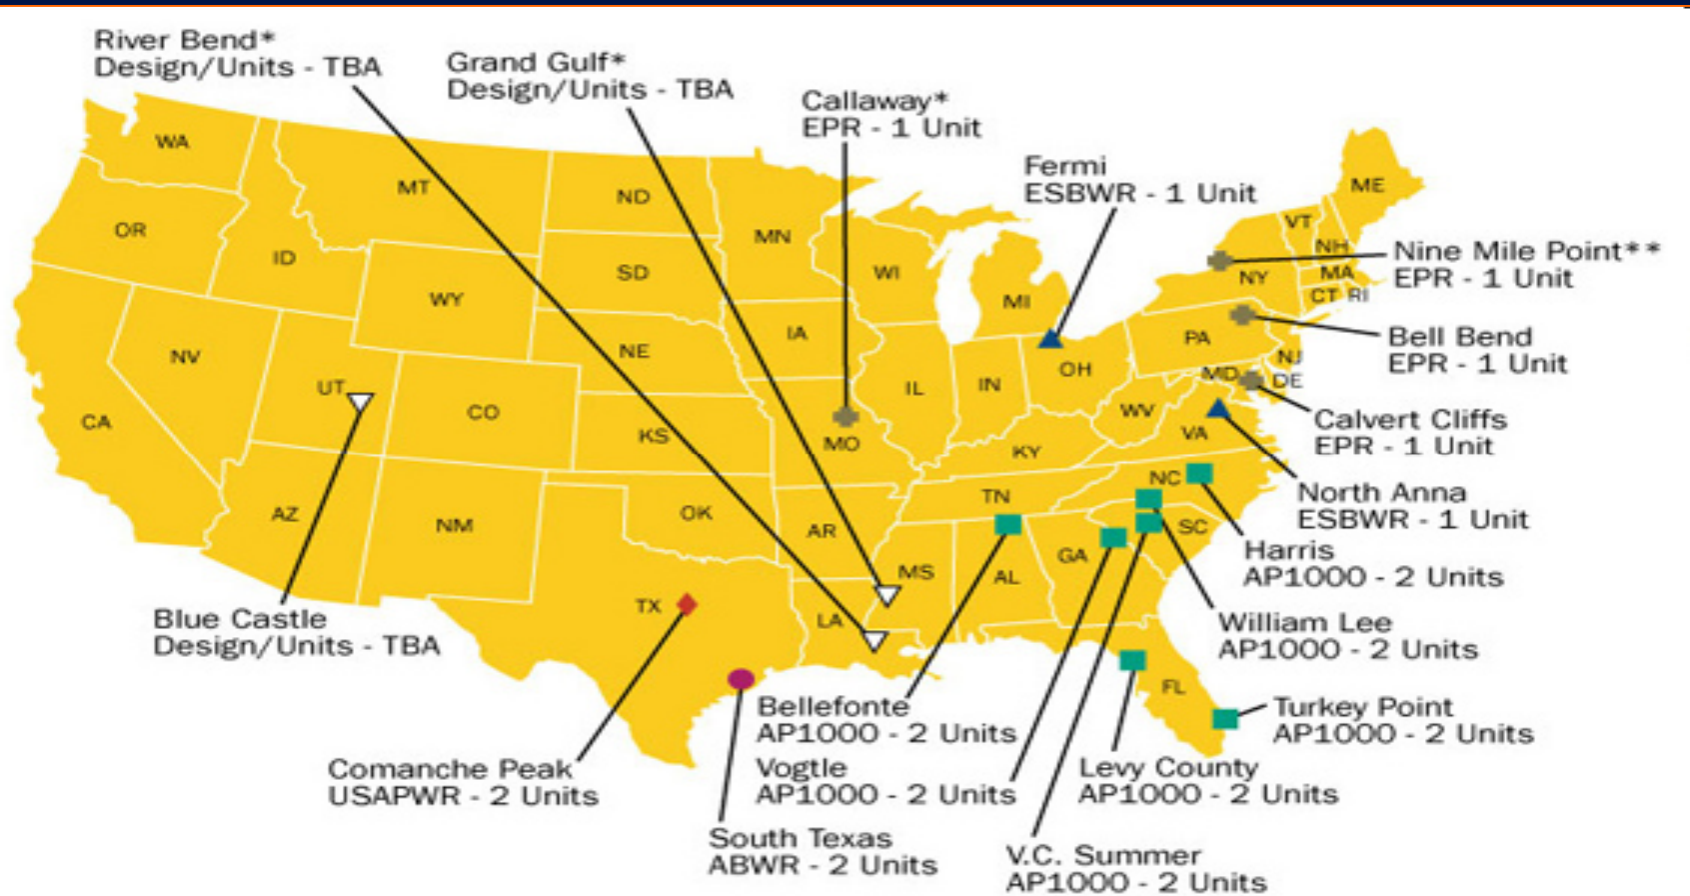 River Bend*
Design/Units - TBA
Grand Gulf*
Design/Units - TBA
Callaway*
EPR - 1 Unit
Fermi
ESBWR - 1 Unit
Nine Mile Point**
EPR - 1 Unit
Bell Bend
EPR - 1 Unit
Calvert Cliffs
EPR - 1 Unit
North Anna
ESBWR - 1 Unit
Harris
AP1000 - 2 Units
William Lee
AP1000 - 2 Units
Turkey Point
AP1000 - 2 Units
Levy County
AP1000 - 2 Units
V.C. Summer
AP1000 - 2 Units
Bellefonte
AP1000 - 2 Units
Vogtle
AP1000 - 2 Units
South Texas
ABWR - 2 Units
Comanche Peak
USAPWR - 2 Units
Blue Castle
Design/Units - TBA
WA
MT
ND
MN
ME
VT
NH
OR
ID
SD
WI
NY
MA
WY
MI
CT RI
IA
NV
NE
PA
NJ
UT
CO
IL
IN
OH
MD
DE
CA
KS
MO
WV
VA
KY
NC
TN
AZ
NM
OK
AR
SC
MS
AL
GA
TX
LA
FL